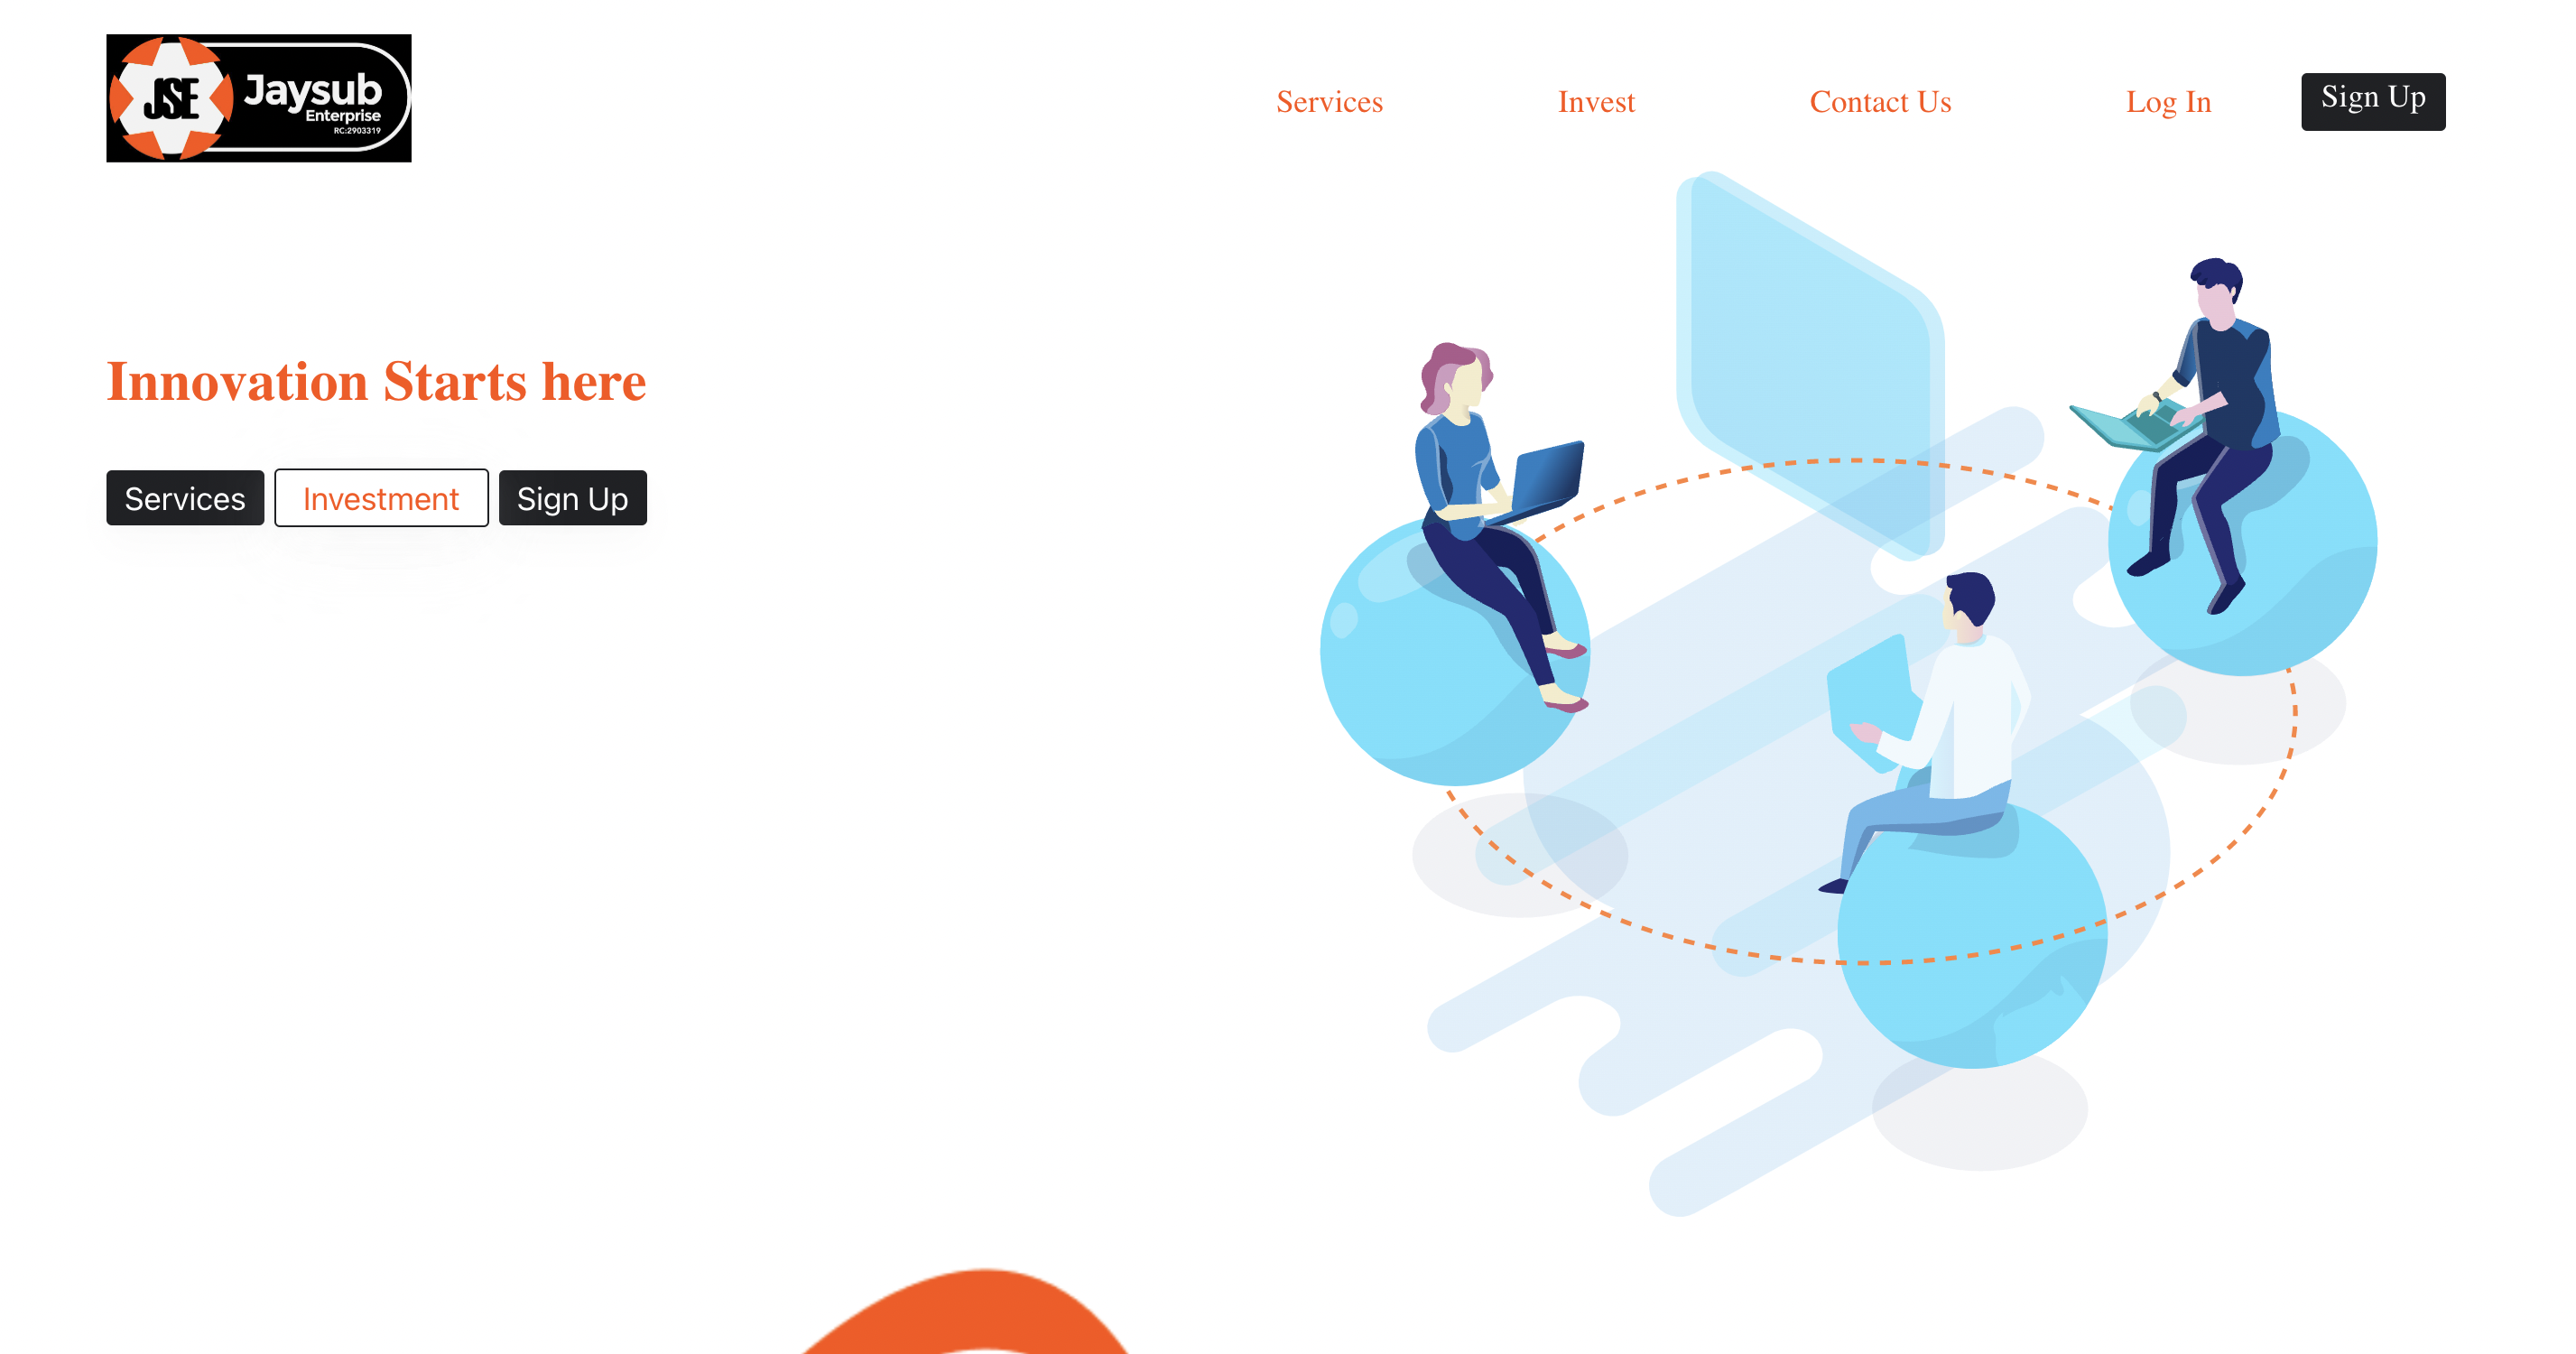 JSE
Jaysub
Enterprise
RC:2903319
Services
Invest
Contact Us
Log In
Sign Up
Innovation Starts here
Services
Investment
Sign Up